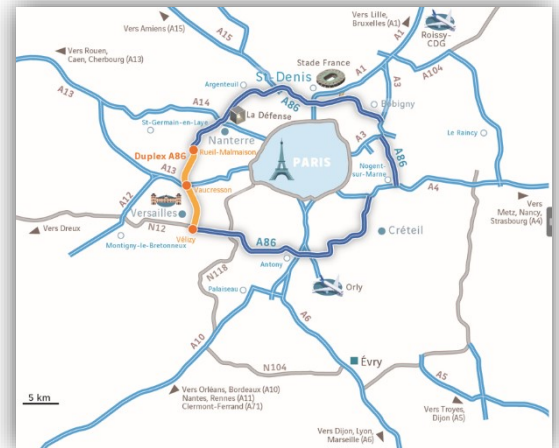 Vers Lille,
Bruxelles (A1)
Vers Amiens (A15)
A16
A15
A1
Roissy-
CDG
Vers Rouen,
Caen, Cherbourg (A13)
Stade France
A104
A13
Argenteuil
St-Denis
A1
A3
A86
Bobigny
A14
La Défense
St-Germain-en-Laye
Nanterre
Le Raincy
Duplex A86
Rueil-Malmaison
PARIS
A3
A86
A13
Vaucresson
Nogent
-sur-Marne
A4
A12
Versailles
Vers
Metz, Nancy,
Strasbourg (A4)
Vers Dreux
N12
Vélizy
Créteil
Montigny-le-Bretonneux
A86
N118
Antony
Palaiseau
Orly
A10
A6
N104
Évry
A5
5 km
Vers Orléans, Bordeaux (A10)
Nantes, Rennes (A11)
Clermont-Ferrand (A71)
Vers Dijon, Lyon,
Marseille (A6)
Vers Troyes,
Dijon (A5)